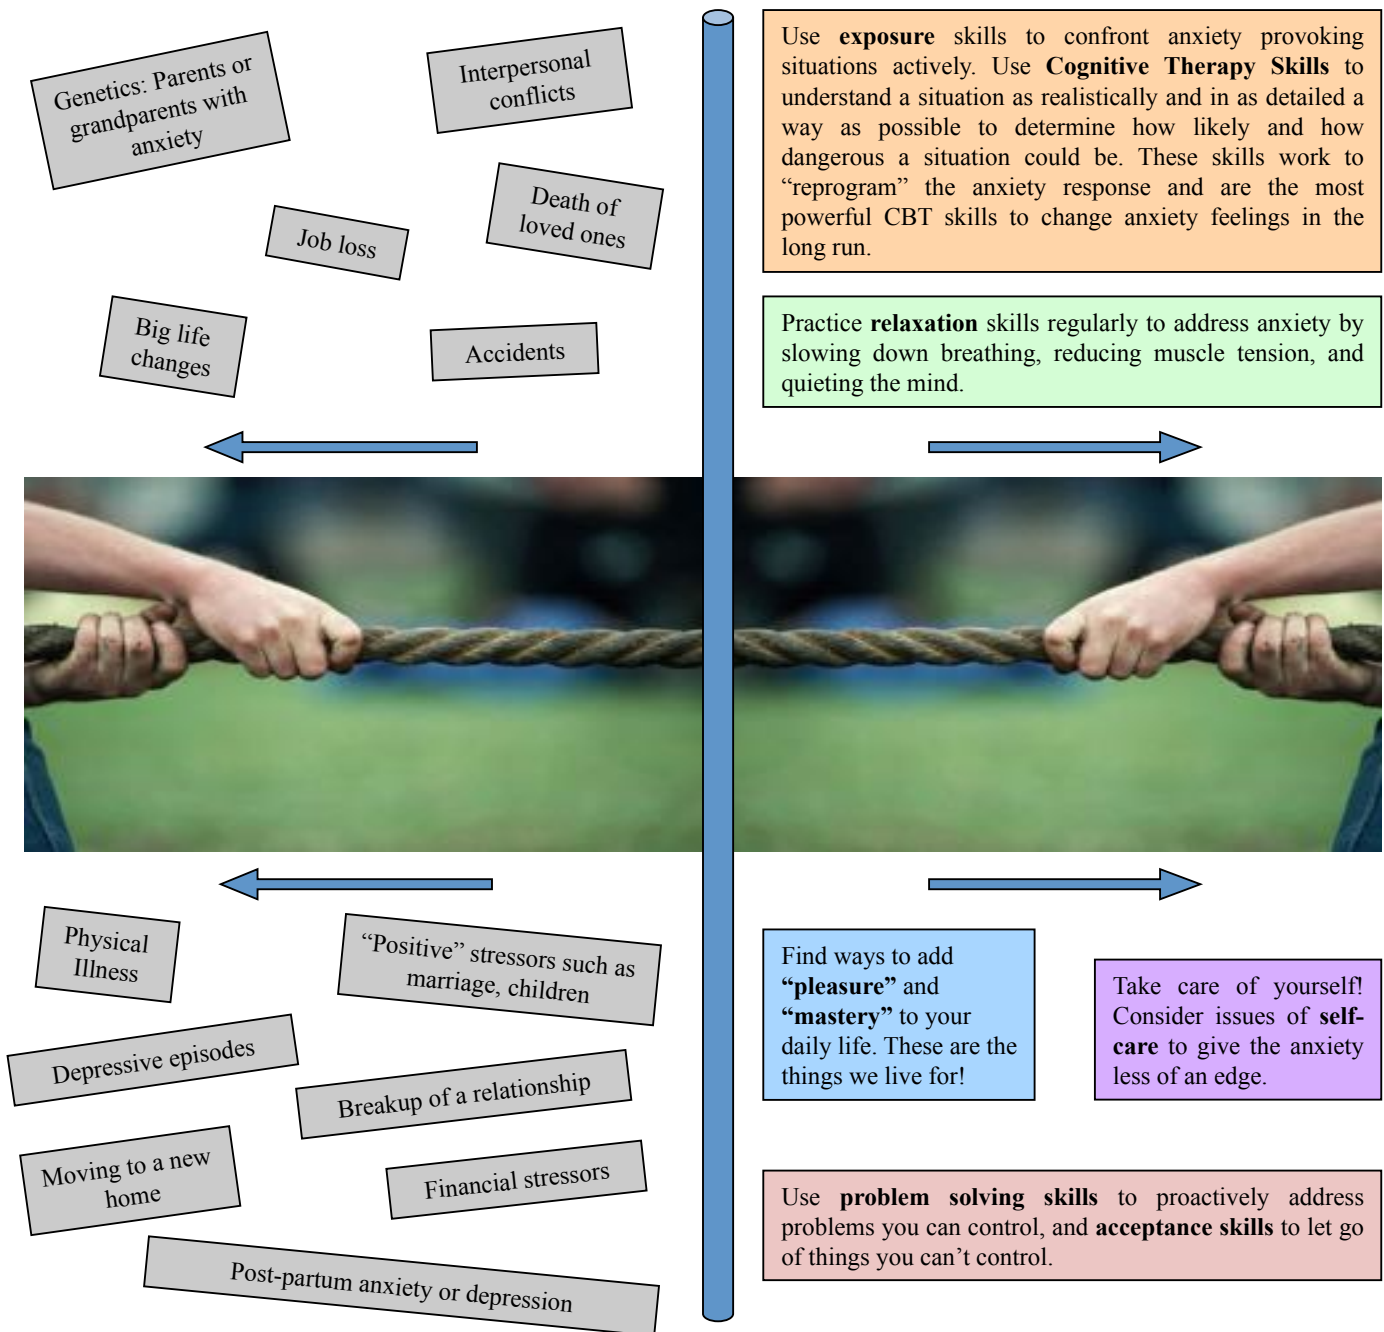 Genetics: Parents or
grandparents with
anxiety
Interpersonal
conflicts
Death of
loved ones
Job loss
Big life
changes
Accidents
Use exposure skills to confront anxiety provoking
situations actively. Use Cognitive Therapy Skills to
understand a situation as realistically and in as detailed a
way as possible to determine how likely and how
dangerous a situation could be. These skills work to
“reprogram” the anxiety response and are the most
powerful CBT skills to change anxiety feelings in the
long run.
Practice relaxation skills regularly to address anxiety by
slowing down breathing, reducing muscle tension, and
quieting the mind.
Physical
Illness
“Positive” stressors such as
marriage, children
Depressive episodes
Breakup of a relationship
Moving to a new
home
Financial stressors
Post-partum anxiety or depression
Find ways to add
“pleasure” and
“mastery” to your
daily life. These are the
things we live for!
Take care of yourself!
Consider issues of self-
care to give the anxiety
less of an edge.
Use problem solving skills to proactively address
problems you can control, and acceptance skills to let go
of things you can’t control.